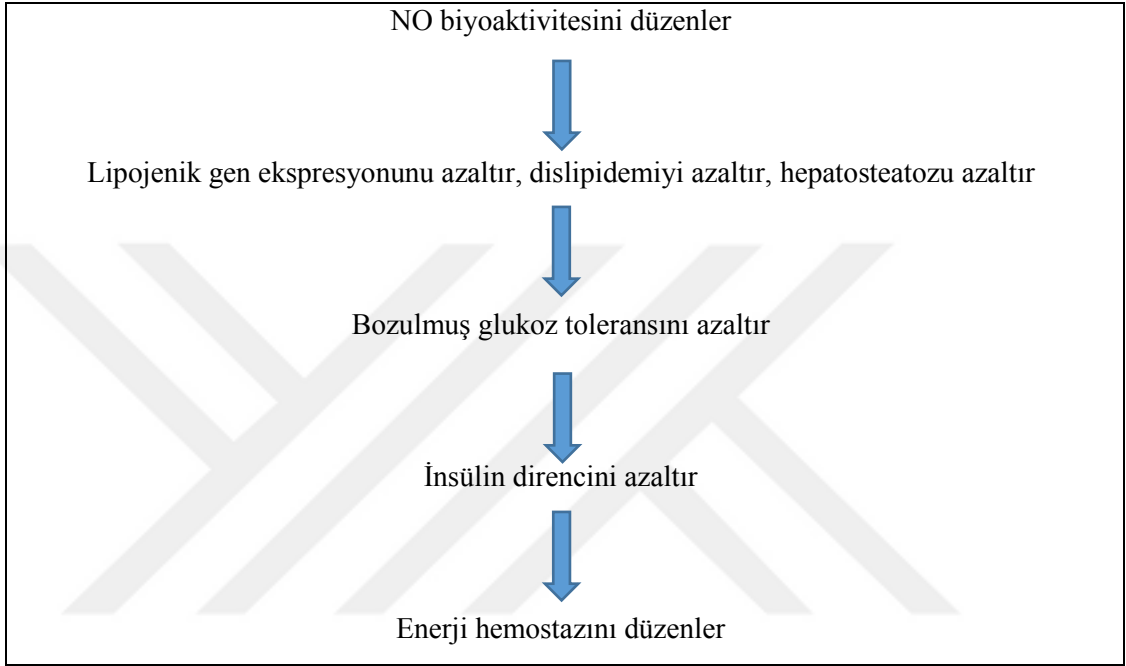 NO biyoaktivitesini düzenler
Lipojenik gen ekspresyonunu azaltır, dislipidemiyi azaltır, hepatosteatozu azaltır
Bozulmuş glukoz toleransını azaltır
İnsülin direncini azaltır
Enerji hemostazını düzenler